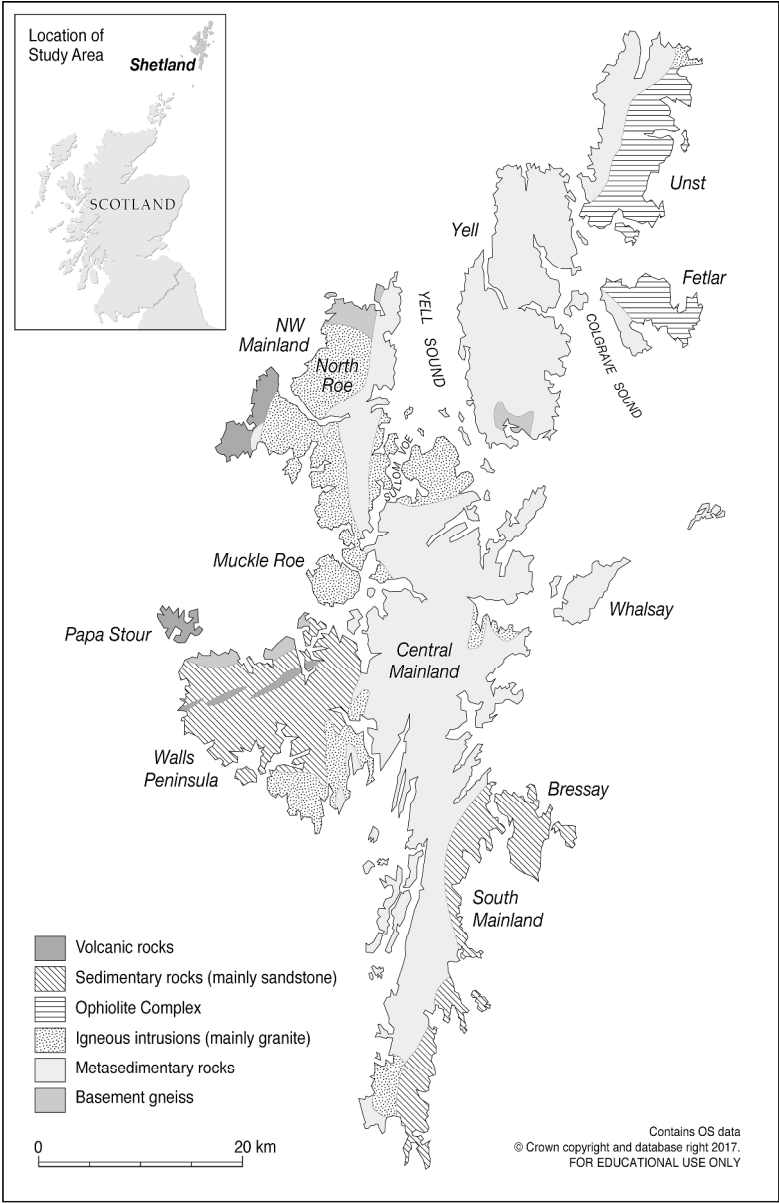 Location of
Study Area
Shetland
SCOTLAND
Unst
Yell
Fetlar
YELL SOUND
COLGRAVE SOUND
NW
Mainland
North
Roe
Muckle Roe
Whalsay
Papa Stour
Central
Mainland
Walls
Peninsula
Bressay
South
Mainland
Volcanic rocks
Sedimentary rocks (mainly sandstone)
Ophiolite Complex
Igneous intrusions (mainly granite)
Metasedimentary rocks
Basement gneiss
0 20 km
Contains OS data
© Crown copyright and database right 2017.
FOR EDUCATIONAL USE ONLY